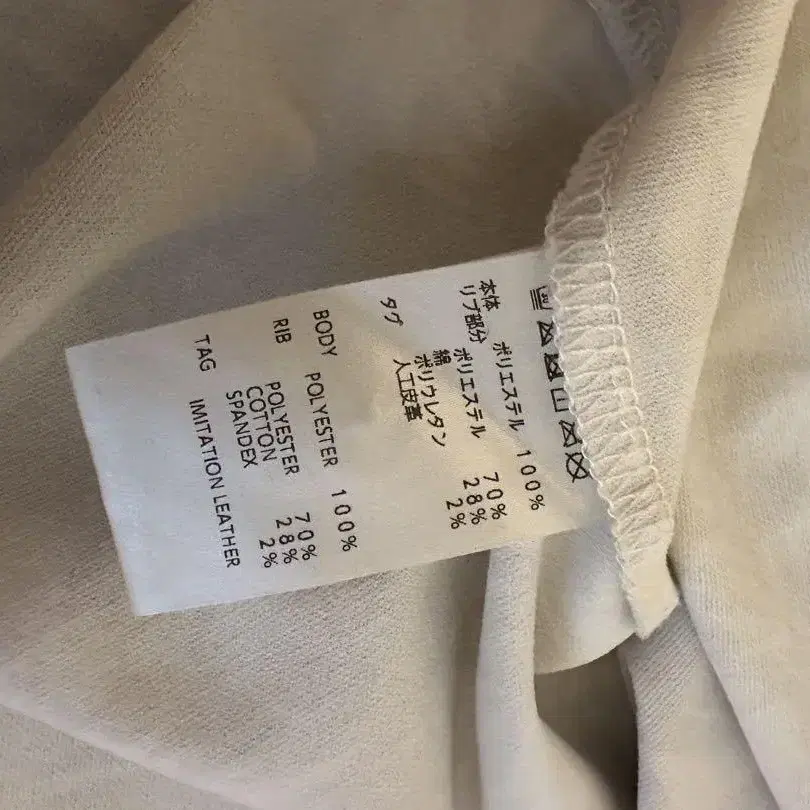 本体 ポリエステル 100%
リブ部分 ポリエステル 70%
綿 28%
ポリウレタン 2%
タグ 人工皮革
BODY POLYESTER 100%
RIB POLYESTER 70%
COTTON 28%
SPANDEX 2%
TAG IMITATION LEATHER